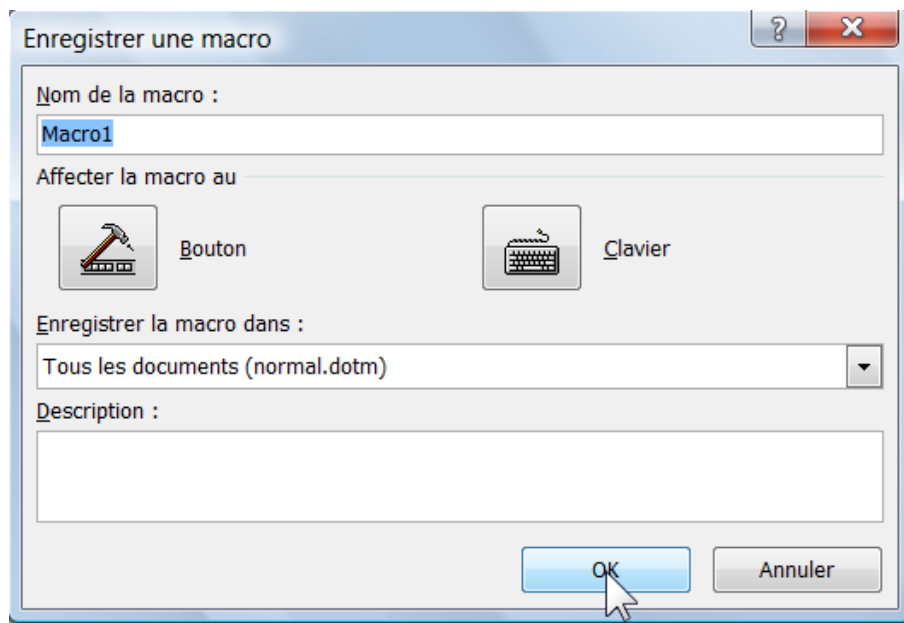 Enregistrer une macro
Nom de la macro :
Macro1
Affecter la macro au
Bouton
Clavier
Enregistrer la macro dans :
Tous les documents (normal.dotm)
Description :
OK
Annuler